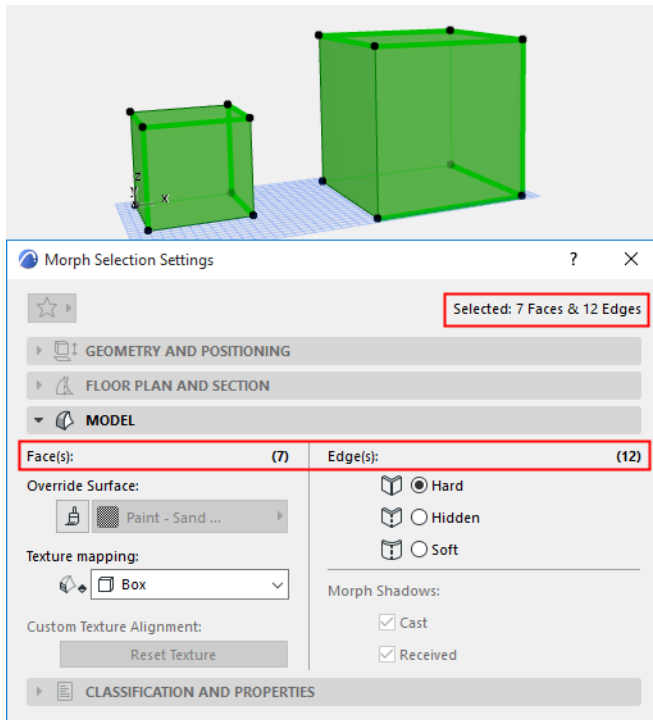 z
y
x
Morph Selection Settings ?
Selected: 7 Faces & 12 Edges
GEOMETRY AND POSITIONING
FLOOR PLAN AND SECTION
MODEL
Face(s): (7) Edge(s): (12)
Override Surface:
Paint - Sand ...
Texture mapping:
Box
Custom Texture Alignment:
Reset Texture
Hard
Hidden
Soft
Morph Shadows:
Cast
Received
CLASSIFICATION AND PROPERTIES